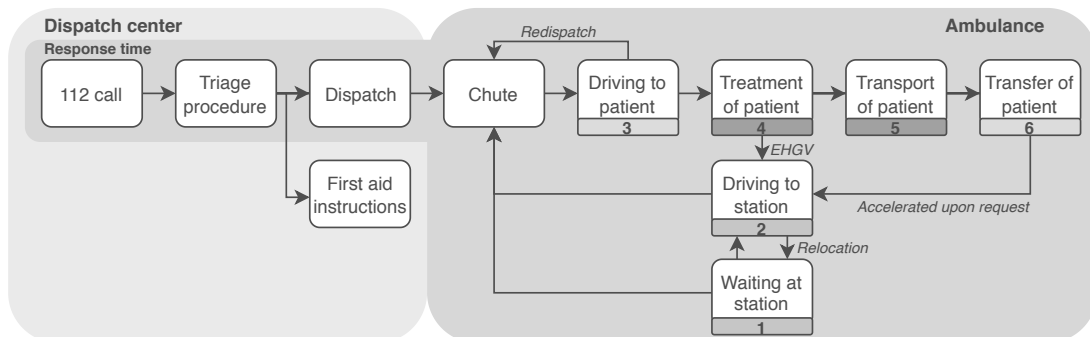 Dispatch center
Ambulance
Response time
Redispatch
112 call
Triage
procedure
Dispatch
Chute
Driving to
patient
3
Treatment
of patient
4
Transport
of patient
5
Transfer of
patient
6
EHGV
First aid
instructions
Driving to
station
2
Accelerated upon request
Relocation
Waiting at
station
1